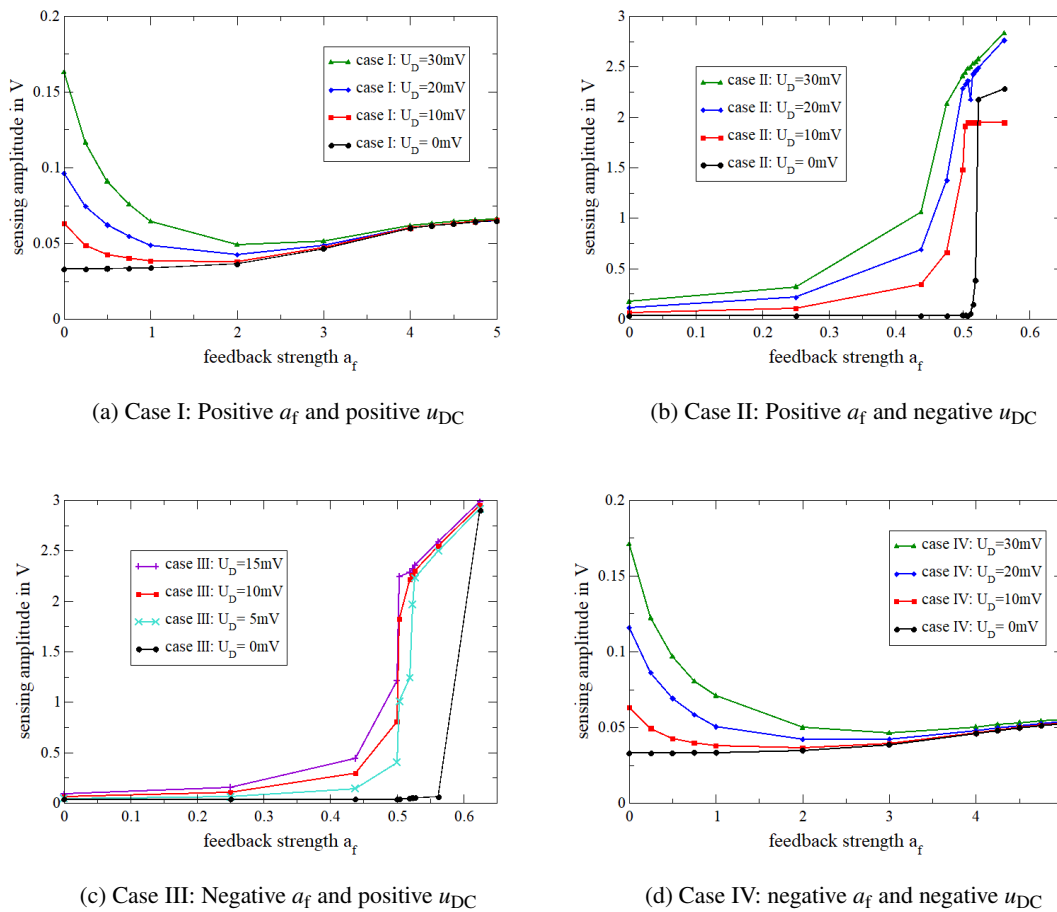 0.2
0.15
0.1
0.05
0
sensing amplitude in V
case I: U_D=30mV
case I: U_D=20mV
case I: U_D=10mV
case I: U_D= 0mV
0 1 2 3 4 5
feedback strength a_f
(a) Case I: Positive a_f and positive u_DC
3
2.5
2
1.5
1
0.5
0
sensing amplitude in V
case II: U_D=30mV
case II: U_D=20mV
case II: U_D=10mV
case II: U_D= 0mV
0 0.1 0.2 0.3 0.4 0.5 0.6
feedback strength a_f
(b) Case II: Positive a_f and negative u_DC
3
2.5
2
1.5
1
0.5
0
sensing amplitude in V
case III: U_D=15mV
case III: U_D=10mV
case III: U_D= 5mV
case III: U_D= 0mV
0 0.1 0.2 0.3 0.4 0.5 0.6
feedback strength a_f
(c) Case III: Negative a_f and positive u_DC
0.2
0.15
0.1
0.05
0
sensing amplitude in V
case IV: U_D=30mV
case IV: U_D=20mV
case IV: U_D=10mV
case IV: U_D= 0mV
0 1 2 3 4
feedback strength a_f
(d) Case IV: negative a_f and negative u_DC